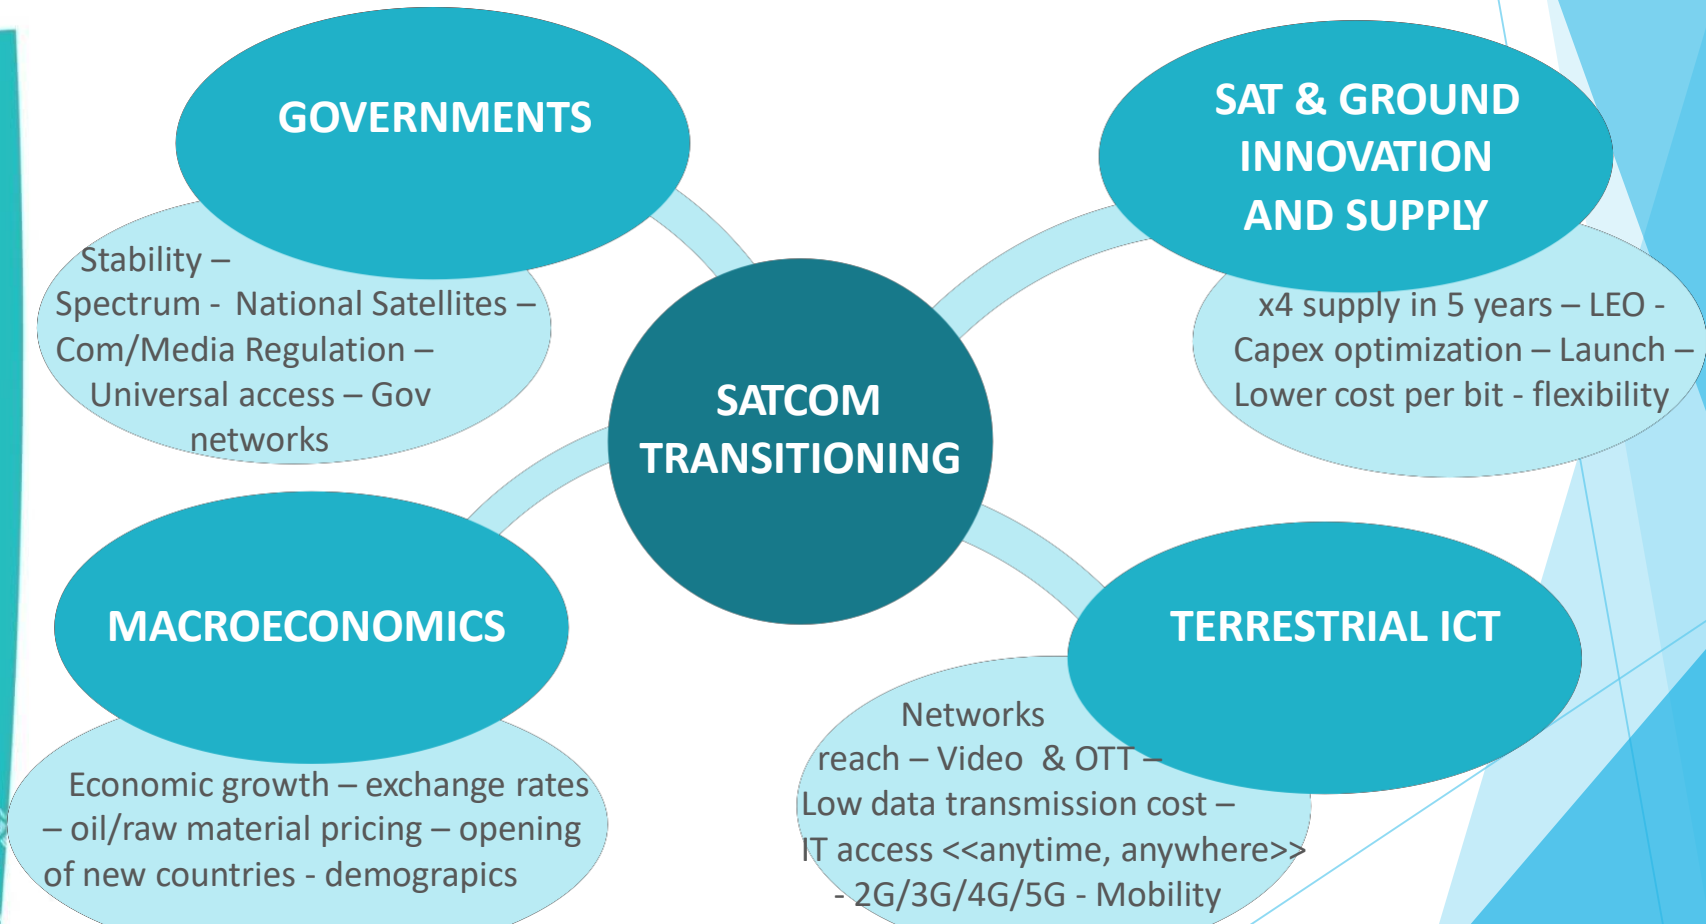 GOVERNMENTS
Stability –
Spectrum - National Satellites –
Com/Media Regulation –
Universal access – Gov
networks
SAT & GROUND
INNOVATION
AND SUPPLY
x4 supply in 5 years – LEO -
Capex optimization – Launch –
Lower cost per bit - flexibility
SATCOM
TRANSITIONING
MACROECONOMICS
Economic growth – exchange rates
– oil/raw material pricing – opening
of new countries - demograpics
TERRESTRIAL ICT
Networks
reach – Video & OTT –
Low data transmission cost –
IT access <<anytime, anywhere>>
- 2G/3G/4G/5G - Mobility